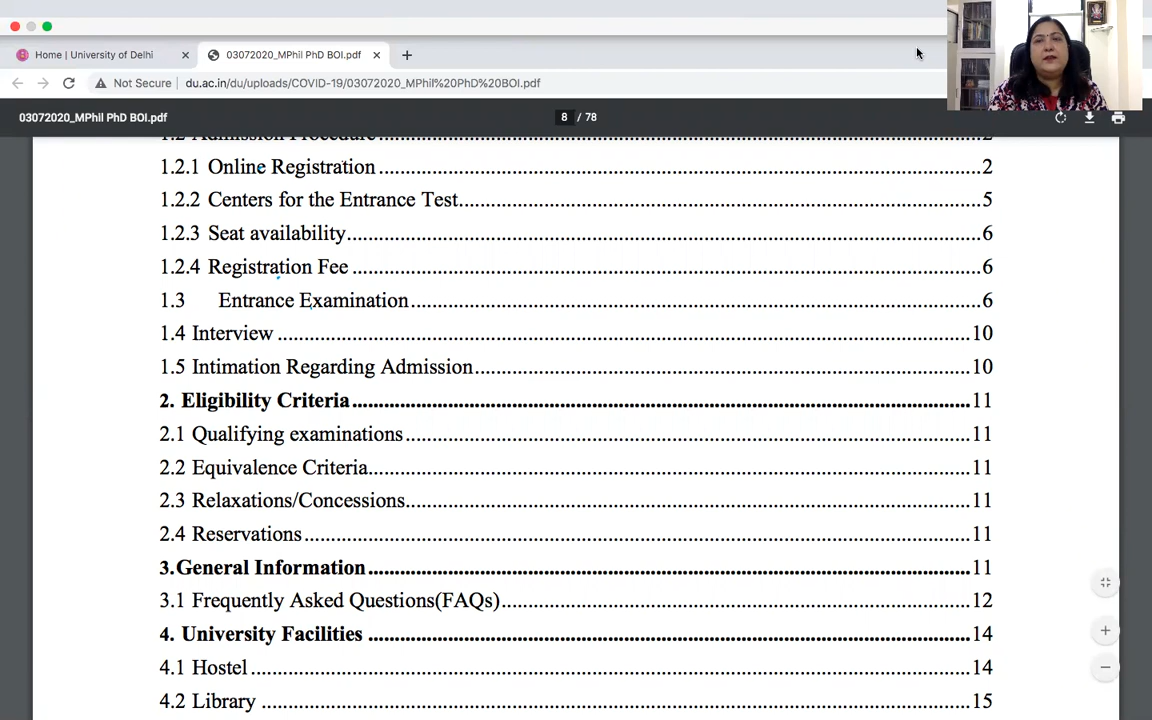 Home | University of Delhi
03072020_MPhil PhD BOI.pdf
Not Secure
du.ac.in/du/uploads/COVID-19/03072020_MPhil%20PhD%20BOI.pdf
03072020_MPhil PhD BOI.pdf
8 / 78
1.2 Admission Procedure 2
1.2.1 Online Registration 2
1.2.2 Centers for the Entrance Test 5
1.2.3 Seat availability 6
1.2.4 Registration Fee 6
1.3 Entrance Examination 6
1.4 Interview 10
1.5 Intimation Regarding Admission 10
2. Eligibility Criteria 11
2.1 Qualifying examinations 11
2.2 Equivalence Criteria 11
2.3 Relaxations/Concessions 11
2.4 Reservations 11
3.General Information 11
3.1 Frequently Asked Questions(FAQs) 12
4. University Facilities 14
4.1 Hostel 14
4.2 Library 15